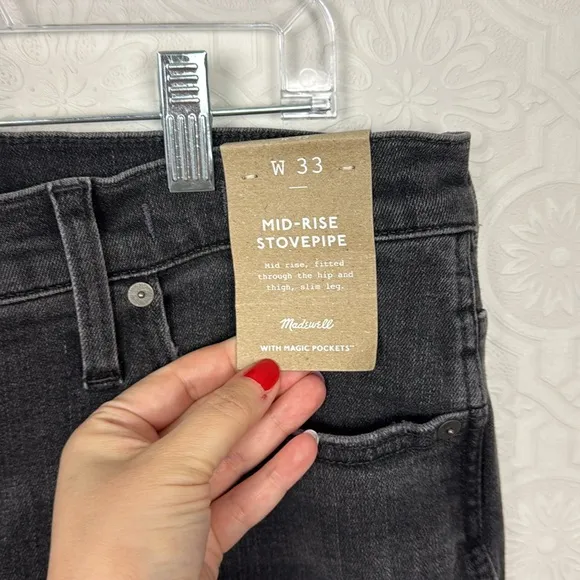 W 33
MID-RISE
STOVEPIPE
Mid rise, fitted
through the hip and
thigh, slim leg.
Madewell
WITH MAGIC POCKETS™